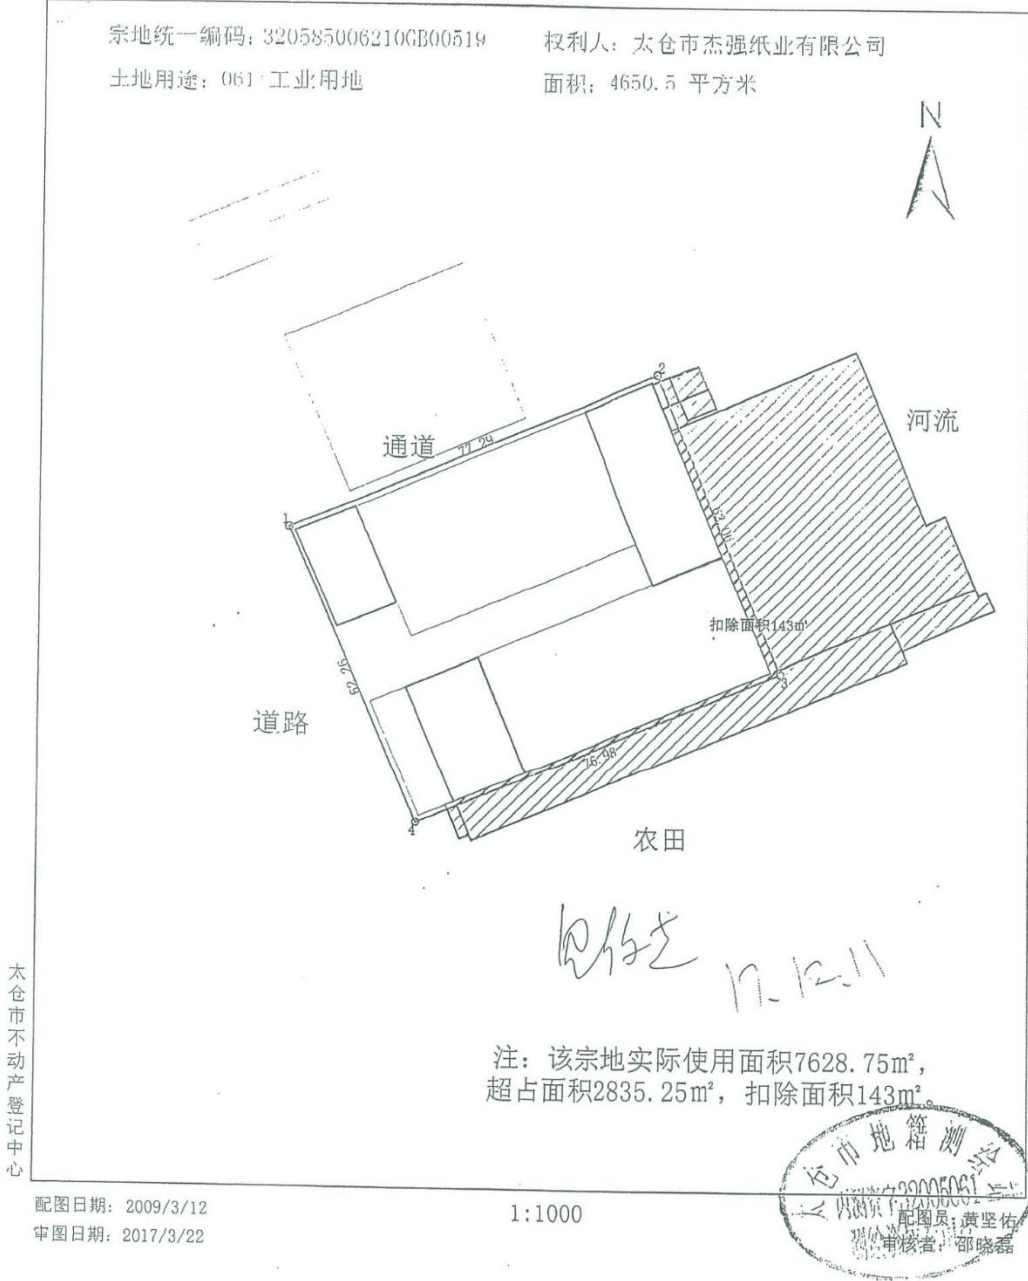 宗地统一编码: 320585006210GB00519
权利人: 太仓市杰强纸业有限公司
土地用途: 061 工业用地
面积: 4650.5 平方米
N
2
河流
通道
77.29
1
62.06
扣除面积143㎡
62.26
3
道路
76.98
4
农田
17.12.11
注: 该宗地实际使用面积7628.75㎡,
超占面积2835.25㎡, 扣除面积143㎡。
太仓市不动产登记中心
太仓市地籍测绘
配图日期: 2009/3/12
1:1000
配图员: 黄坚佑
审图日期: 2017/3/22
审核者: 邵晓磊